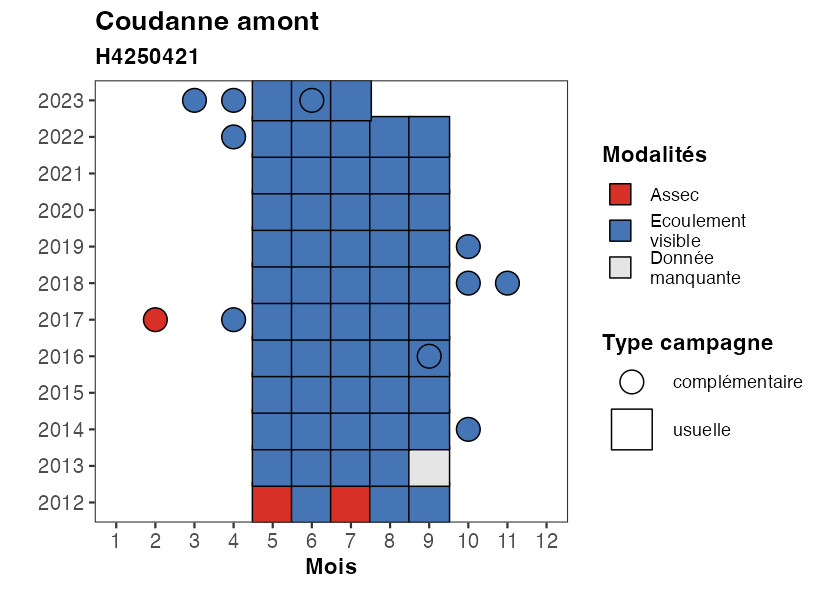 Coudanne amont
H4250421
2023
2022
2021
2020
2019
2018
2017
2016
2015
2014
2013
2012
1 2 3 4 5 6 7 8 9 10 11 12
Mois
Modalités
Assec
Ecoulement
visible
Donnée
manquante
Type campagne
complémentaire
usuelle